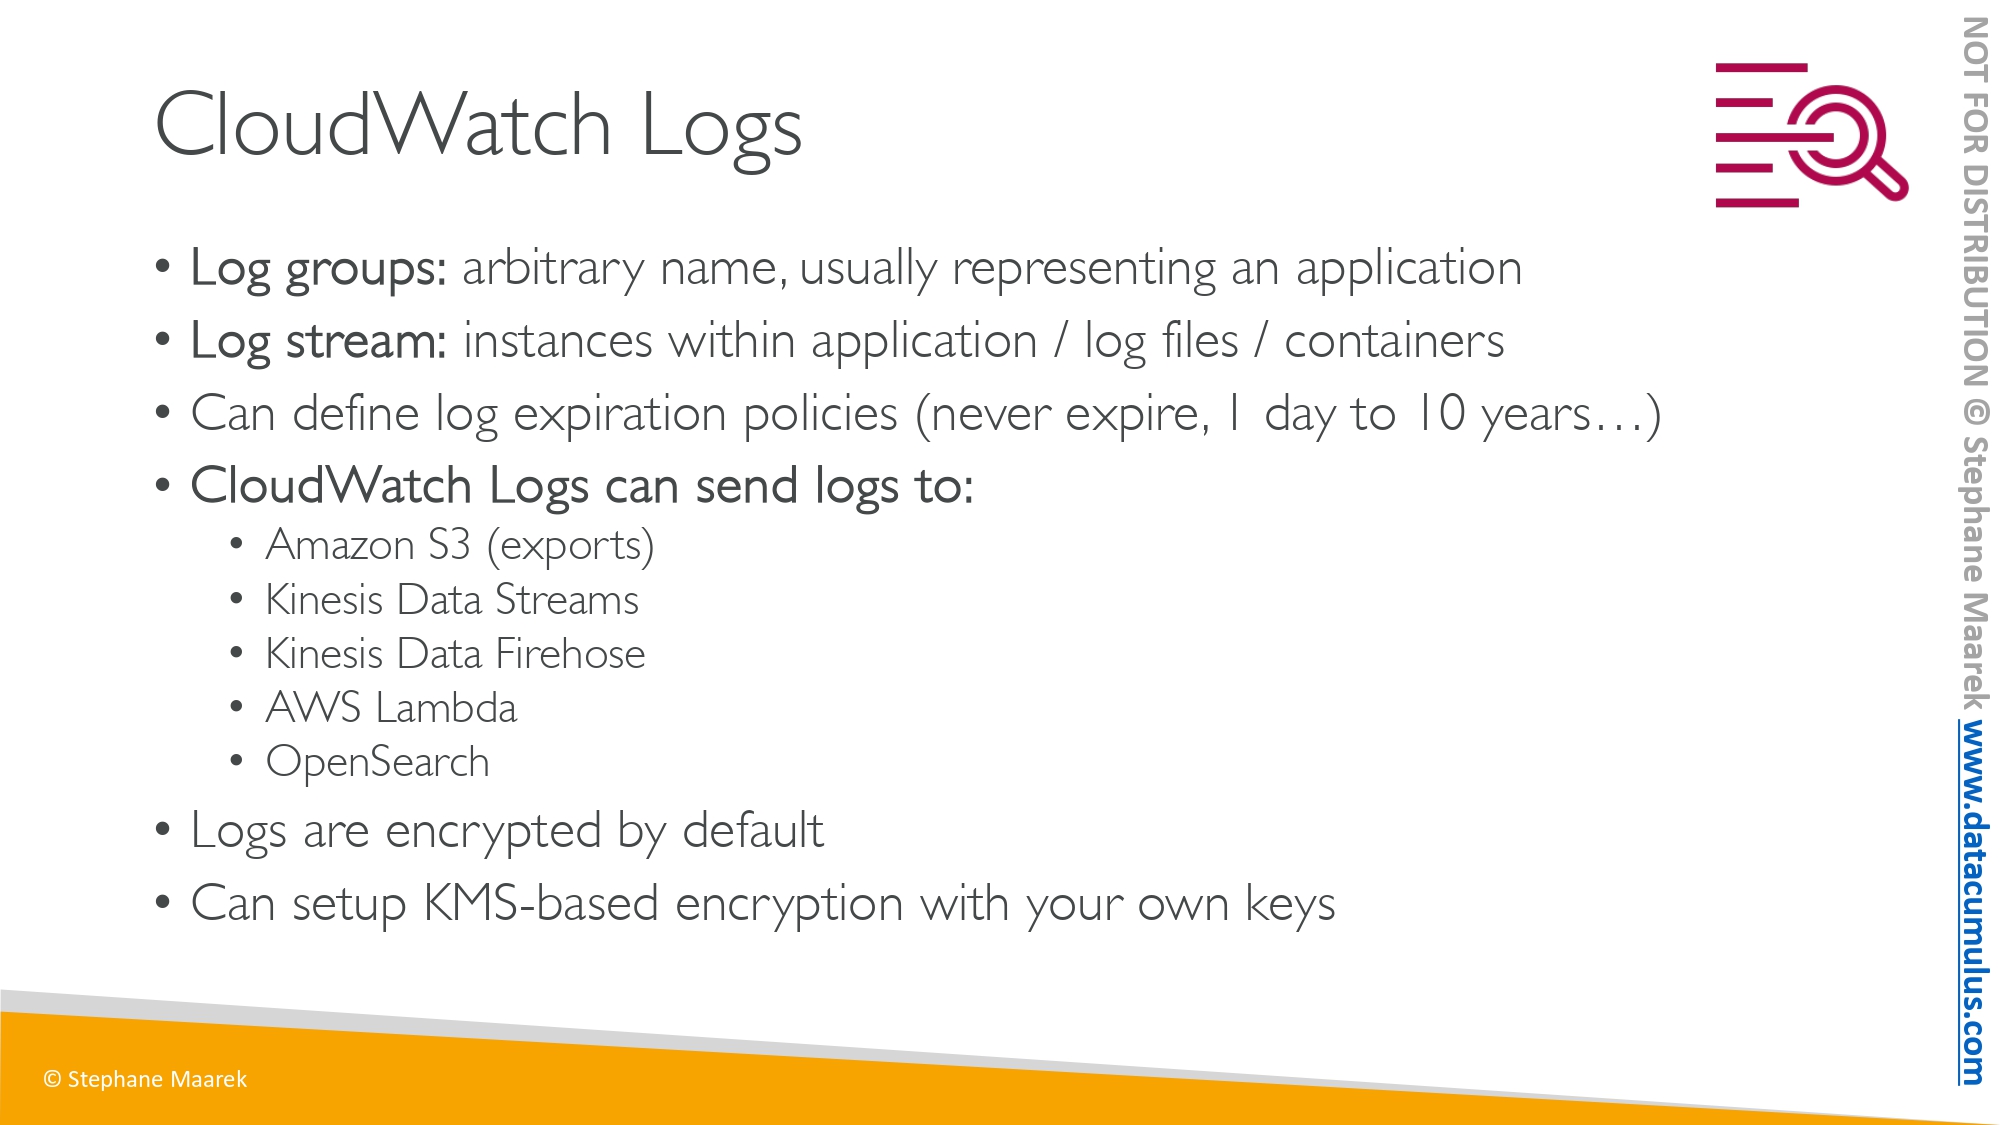 CloudWatch Logs
• Log groups: arbitrary name, usually representing an application
• Log stream: instances within application / log files / containers
• Can define log expiration policies (never expire, 1 day to 10 years…)
• CloudWatch Logs can send logs to:
• Amazon S3 (exports)
• Kinesis Data Streams
• Kinesis Data Firehose
• AWS Lambda
• OpenSearch
• Logs are encrypted by default
• Can setup KMS-based encryption with your own keys
© Stephane Maarek
NOT FOR DISTRIBUTION © Stephane Maarek www.datacumulus.com